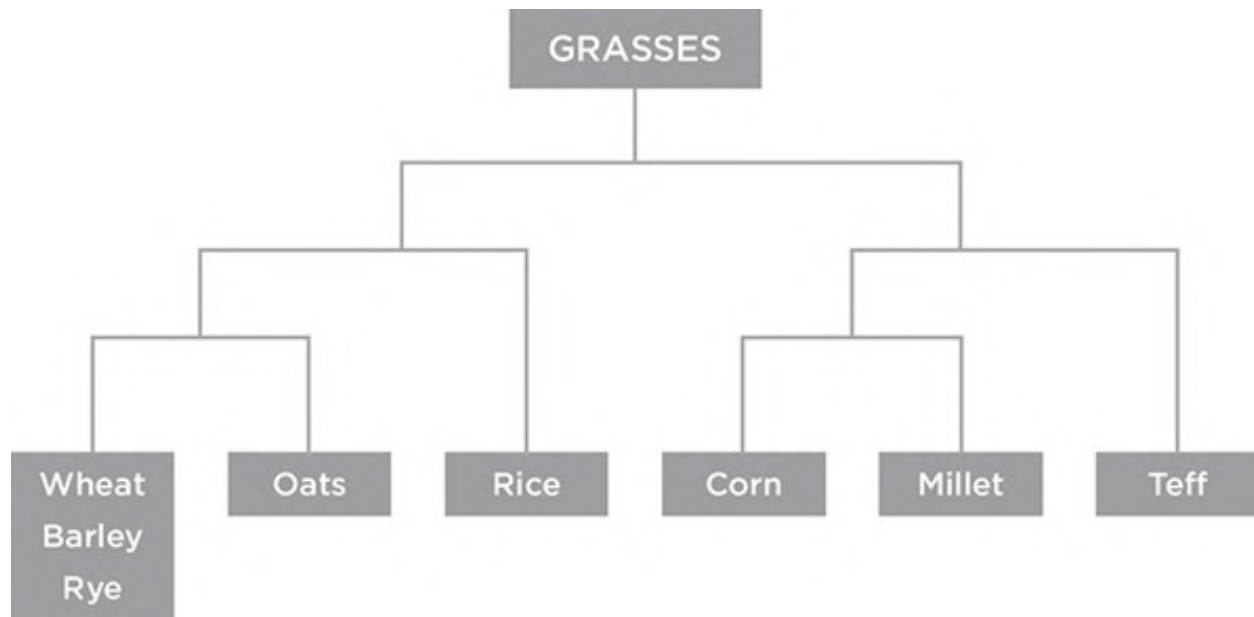 GRASSES
Wheat
Barley
Rye
Oats
Rice
Corn
Millet
Teff